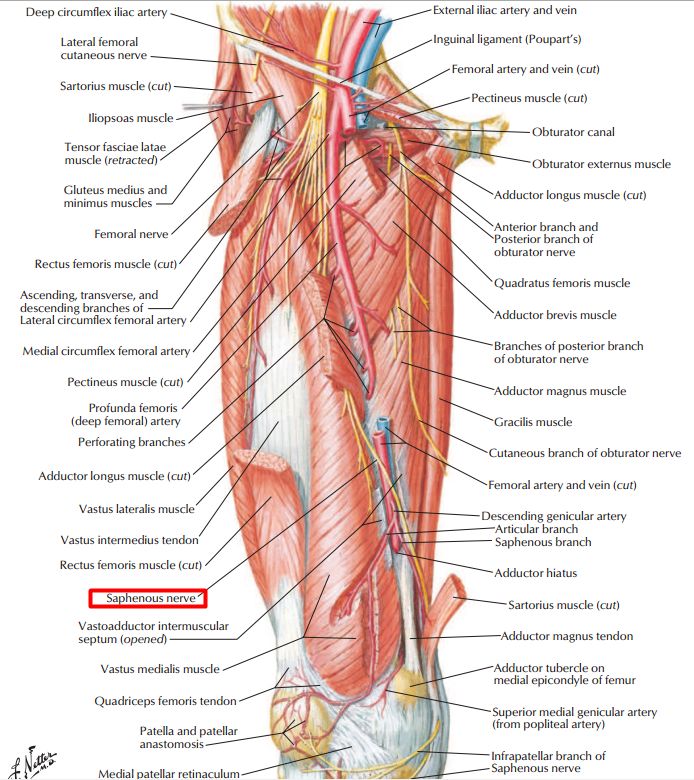 Deep circumflex iliac artery
Lateral femoral
cutaneous nerve
Sartorius muscle (cut)
Iliopsoas muscle
Tensor fasciae latae
muscle (retracted)
Gluteus medius and
minimus muscles
Femoral nerve
Rectus femoris muscle (cut)
Ascending, transverse, and
descending branches of
Lateral circumflex femoral artery
Medial circumflex femoral artery
Pectineus muscle (cut)
Profunda femoris
(deep femoral) artery
Perforating branches
Adductor longus muscle (cut)
Vastus lateralis muscle
Vastus intermedius tendon
Rectus femoris muscle (cut)
Saphenous nerve
Vastoadductor intermuscular
septum (opened)
Vastus medialis muscle
Quadriceps femoris tendon
Patella and patellar
anastomosis
Medial patellar retinaculum
External iliac artery and vein
Inguinal ligament (Poupart's)
Femoral artery and vein (cut)
Pectineus muscle (cut)
Obturator canal
Obturator externus muscle
Adductor longus muscle (cut)
Anterior branch and
Posterior branch of
obturator nerve
Quadratus femoris muscle
Adductor brevis muscle
Branches of posterior branch
of obturator nerve
Adductor magnus muscle
Gracilis muscle
Cutaneous branch of obturator nerve
Femoral artery and vein (cut)
Descending genicular artery
Articular branch
Saphenous branch
Adductor hiatus
Sartorius muscle (cut)
Adductor magnus tendon
Adductor tubercle on
medial epicondyle of femur
Superior medial genicular artery
(from popliteal artery)
Infrapatellar branch of
Saphenous nerve
F. Netter
M.D.